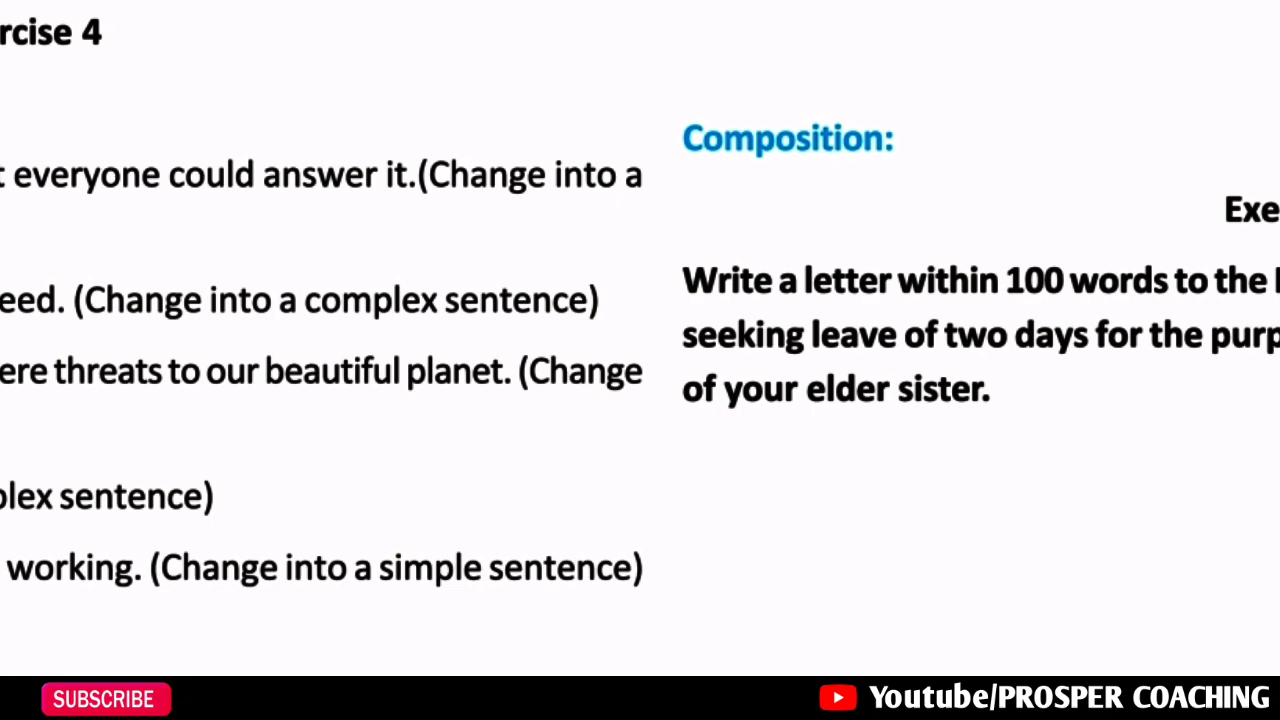 rcise 4
everyone could answer it.(Change into a
eed. (Change into a complex sentence)
ere threats to our beautiful planet. (Change
plex sentence)
working. (Change into a simple sentence)
Composition:
Exe
Write a letter within 100 words to the
seeking leave of two days for the purp
of your elder sister.
SUBSCRIBE
Youtube/PROSPER COACHING